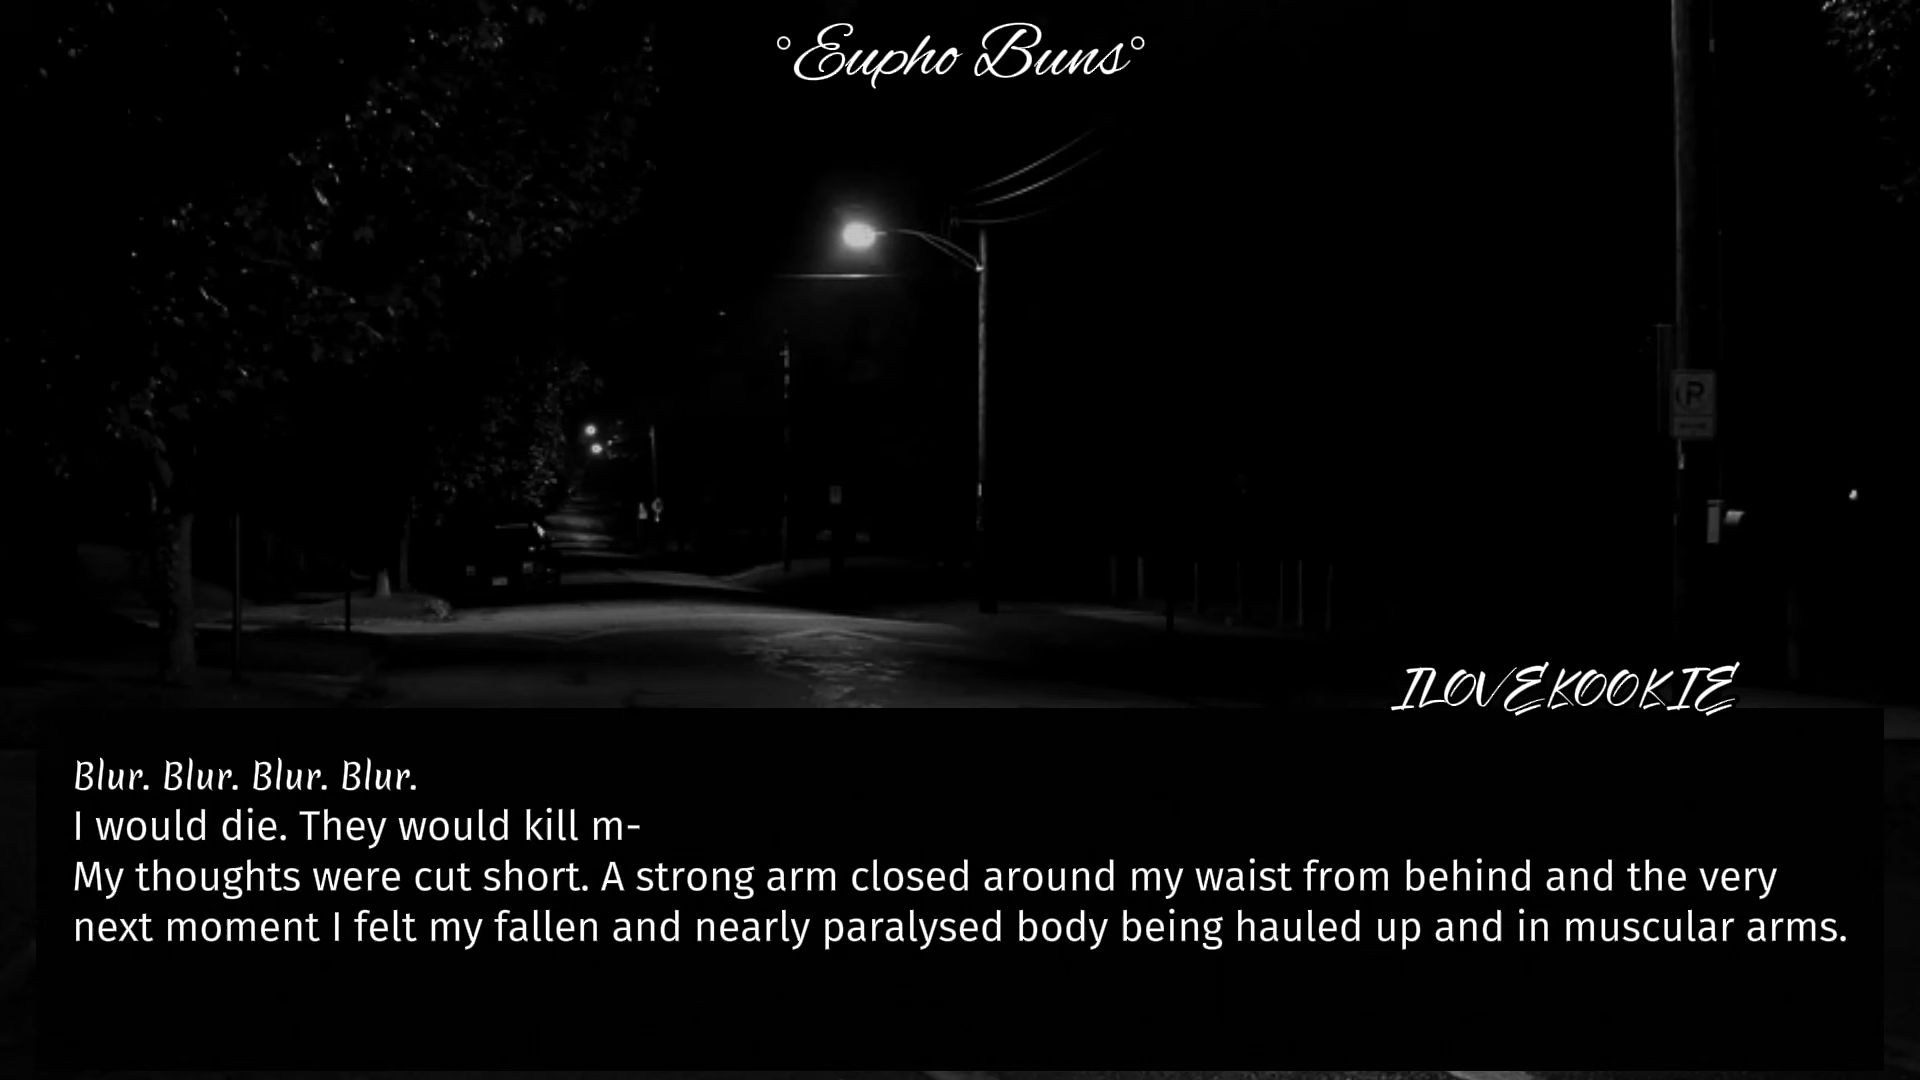 °Eupho Buns°
P
ILOVEKOOKIE
Blur. Blur. Blur. Blur.
I would die. They would kill m-
My thoughts were cut short. A strong arm closed around my waist from behind and the very
next moment I felt my fallen and nearly paralysed body being hauled up and in muscular arms.